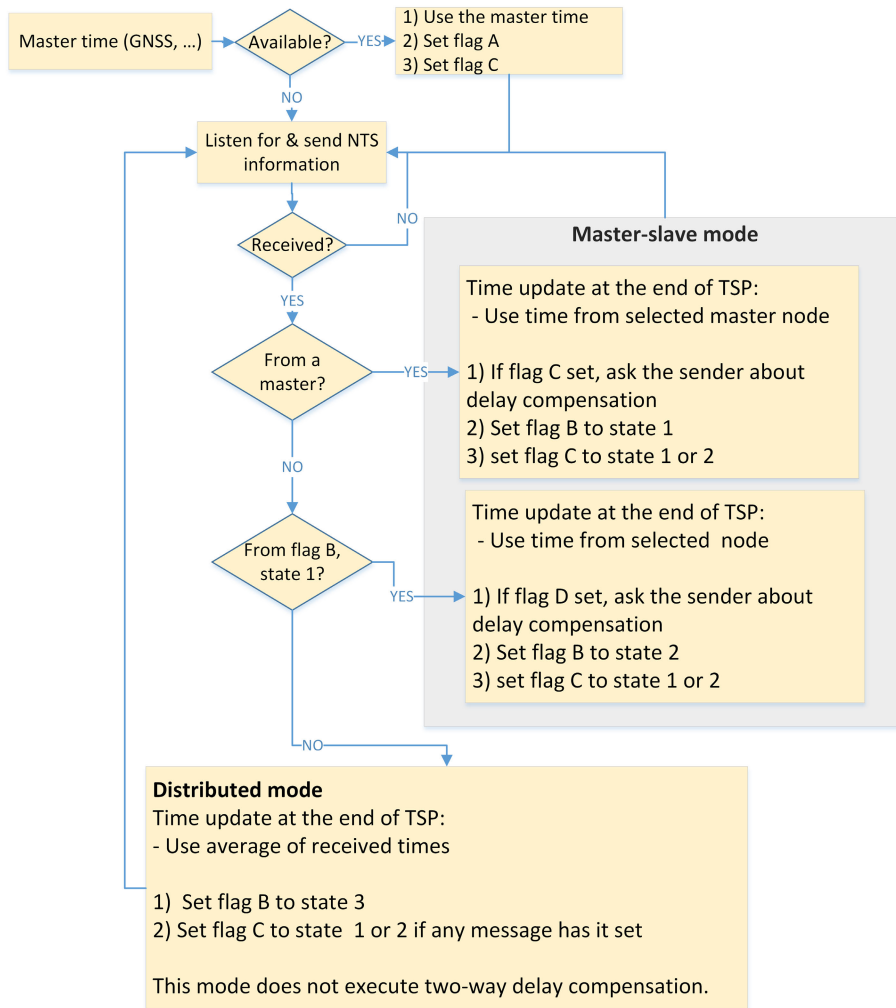 Master time (GNSS, ...)
Available?
YES
1) Use the master time
2) Set flag A
3) Set flag C
NO
Listen for & send NTS
information
Received?
NO
YES
From a
master?
YES
NO
From flag B,
state 1?
YES
NO
Master-slave mode
Time update at the end of TSP:
- Use time from selected master node
1) If flag C set, ask the sender about
delay compensation
2) Set flag B to state 1
3) set flag C to state 1 or 2
Time update at the end of TSP:
- Use time from selected  node
1) If flag D set, ask the sender about
delay compensation
2) Set flag B to state 2
3) set flag C to state 1 or 2
Distributed mode
Time update at the end of TSP:
- Use average of received times
1)  Set flag B to state 3
2) Set flag C to state  1 or 2 if any message has it set
This mode does not execute two-way delay compensation.